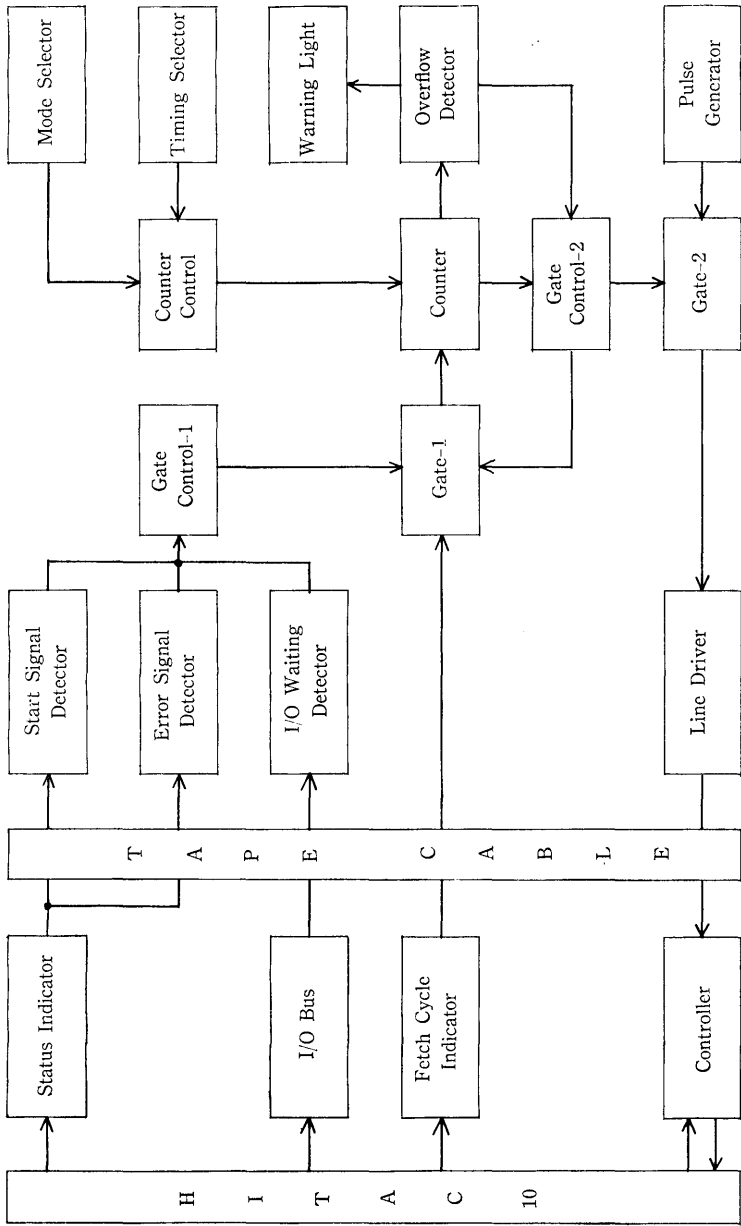 Mode Selector
Timing Selector
Warning Light
Overflow
Detector
Pulse
Generator
Counter
Control
Counter
Gate
Control-2
Gate-2
Gate
Control-1
Gate-1
Start Signal
Detector
Error Signal
Detector
I/O Waiting
Detector
Line Driver
TAPE CABLE
Status Indicator
I/O Bus
Fetch Cycle
Indicator
Controller
HITAC 10